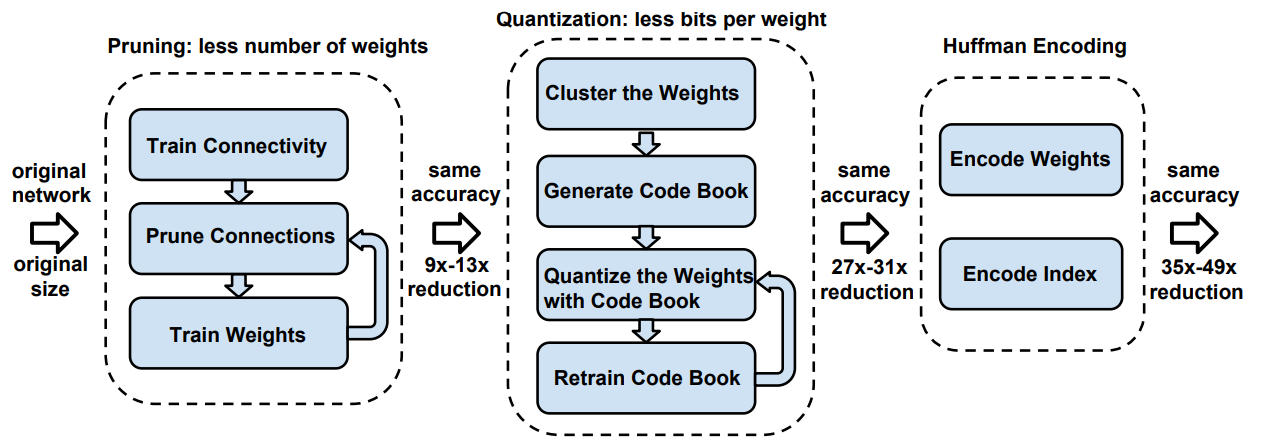 Quantization: less bits per weight
Pruning: less number of weights
Huffman Encoding
original
network
original
size
Train Connectivity
Prune Connections
Train Weights
same
accuracy
9x-13x
reduction
Cluster the Weights
Generate Code Book
Quantize the Weights
with Code Book
Retrain Code Book
same
accuracy
27x-31x
reduction
Encode Weights
Encode Index
same
accuracy
35x-49x
reduction